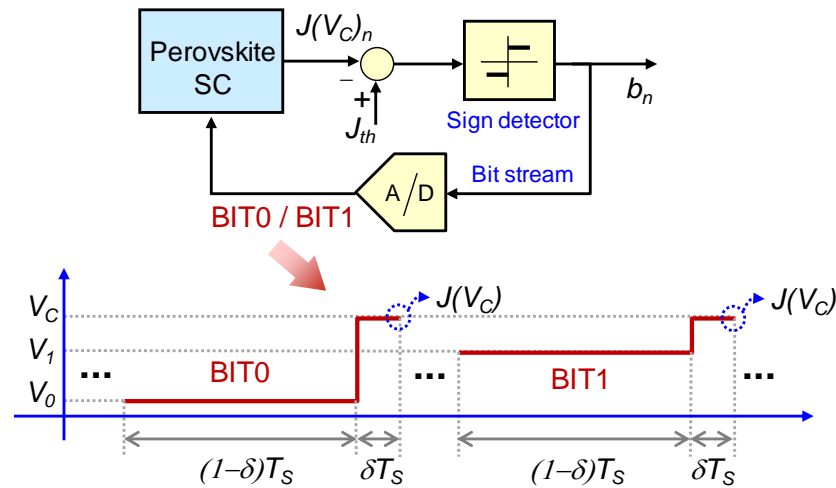 Perovskite
SC
J(V_C)_n
−
+
J_th
Sign detector
b_n
Bit stream
A/D
BIT0 / BIT1
V_C
V_1
V_0
J(V_C)
J(V_C)
...
BIT0
...
BIT1
...
(1–δ)T_S
δT_S
(1–δ)T_S
δT_S